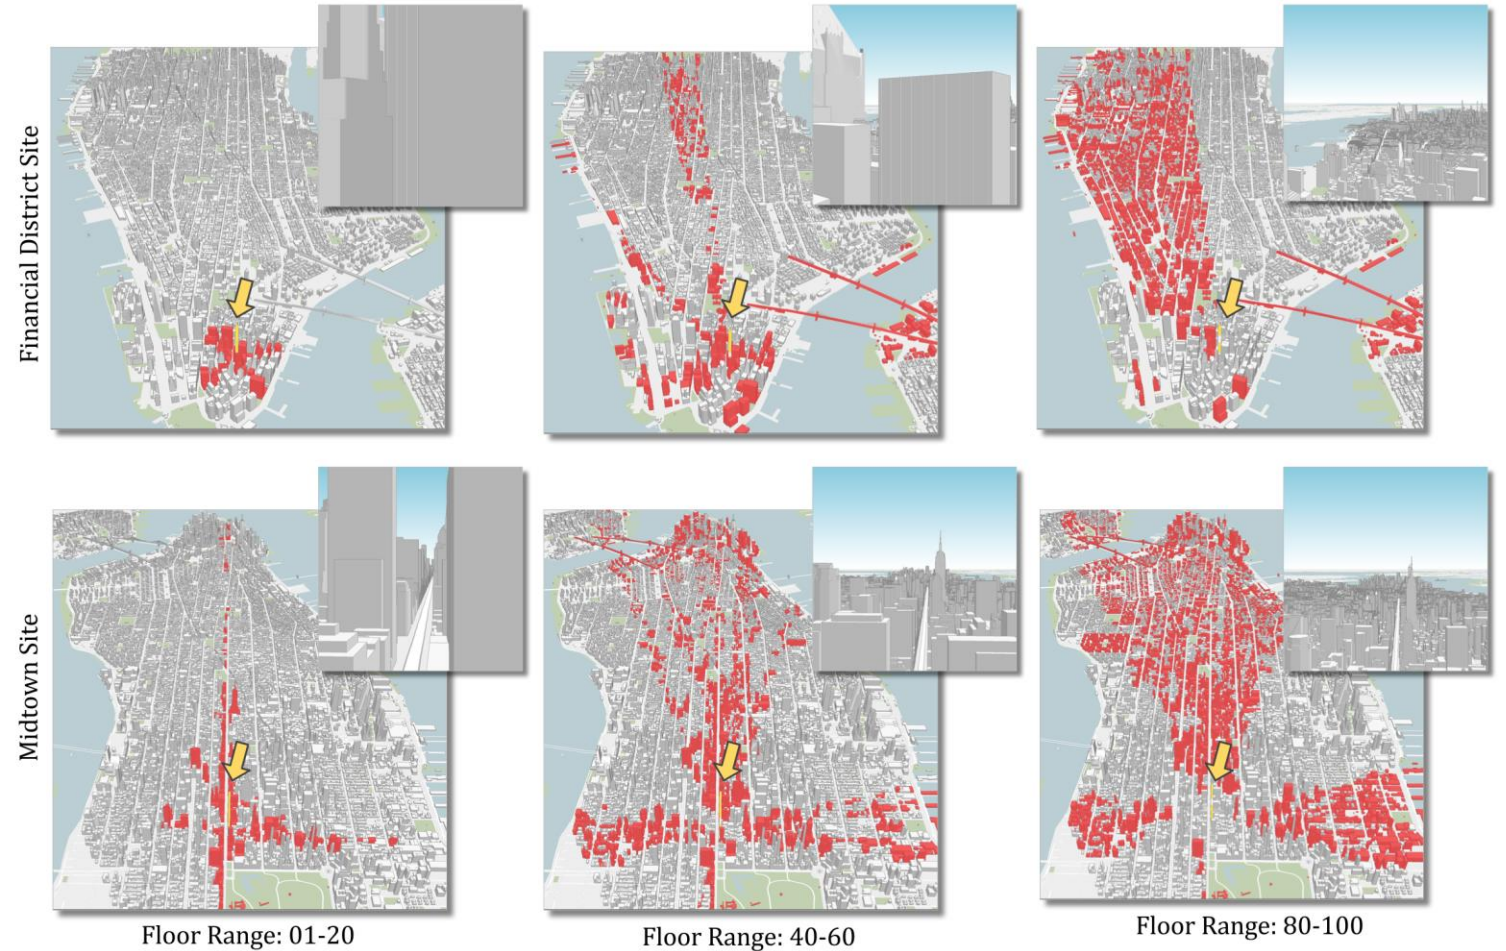 Financial District Site
Midtown Site
Floor Range: 01-20
Floor Range: 40-60
Floor Range: 80-100